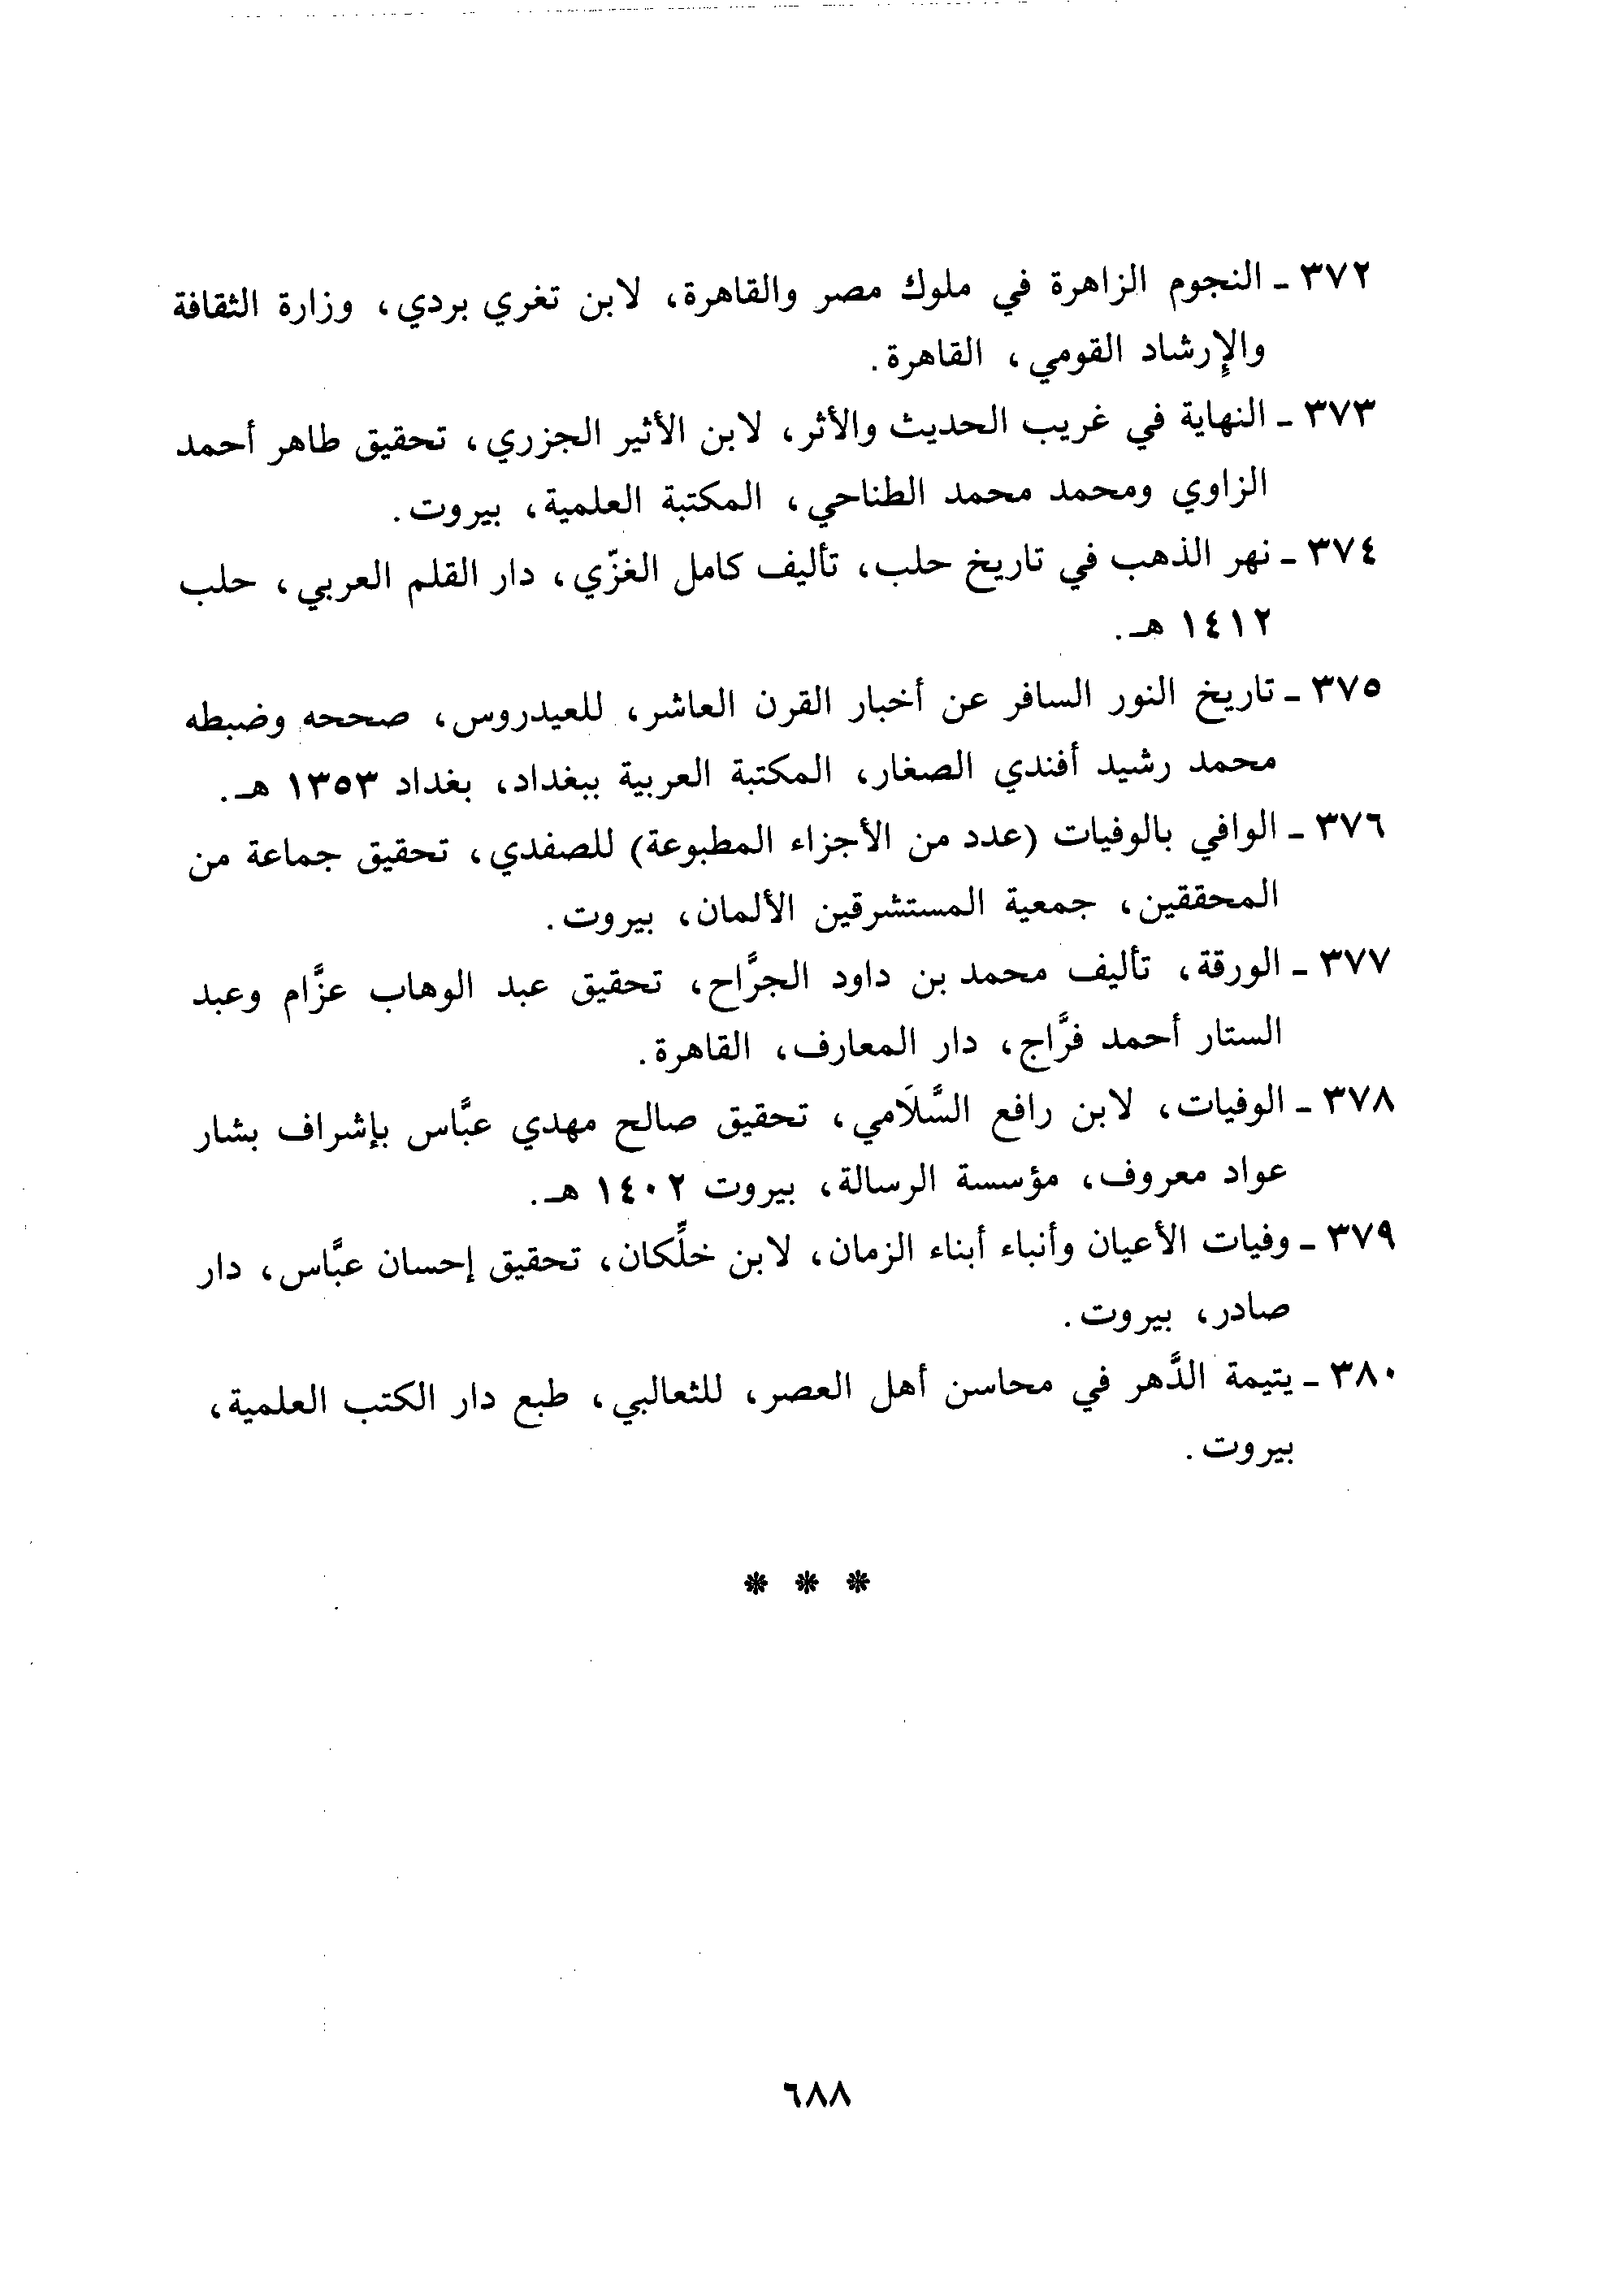 ٣٧٢ ـ النجوم الزاهرة في ملوك مصر والقاهرة، لابن تغري بردي، وزارة الثقافة
والإِرشاد القومي، القاهرة.
٣٧٣ ـ النهاية في غريب الحديث والأثر، لابن الأثير الجزري، تحقيق طاهر أحمد
الزاوي ومحمد محمد الطناحي، المكتبة العلمية، بيروت.
٣٧٤ ـ نهر الذهب في تاريخ حلب، تأليف كامل الغزّي، دار القلم العربي، حلب
١٤١٢ هـ.
٣٧٥ ـ تاريخ النور السافر عن أخبار القرن العاشر، للعيدروس، صححه وضبطه
محمد رشيد أفندي الصغار، المكتبة العربية ببغداد، بغداد ١٣٥٣ هـ.
٣٧٦ ـ الوافي بالوفيات (عدد من الأجزاء المطبوعة) للصفدي، تحقيق جماعة من
المحققين، جمعية المستشرقين الألمان، بيروت.
٣٧٧ ـ الورقة، تأليف محمد بن داود الجرَّاح، تحقيق عبد الوهاب عزَّام وعبد
الستار أحمد فرَّاج، دار المعارف، القاهرة.
٣٧٨ ـ الوفيات، لابن رافع السَّلاَمي، تحقيق صالح مهدي عبَّاس بإشراف بشار
عواد معروف، مؤسسة الرسالة، بيروت ١٤٠٢ هـ.
٣٧٩ ـ وفيات الأعيان وأنباء أبناء الزمان، لابن خلِّكان، تحقيق إحسان عبَّاس، دار
صادر، بيروت.
٣٨٠ ـ يتيمة الدَّهر في محاسن أهل العصر، للثعالبي، طبع دار الكتب العلمية،
بيروت.
* * *
٦٨٨